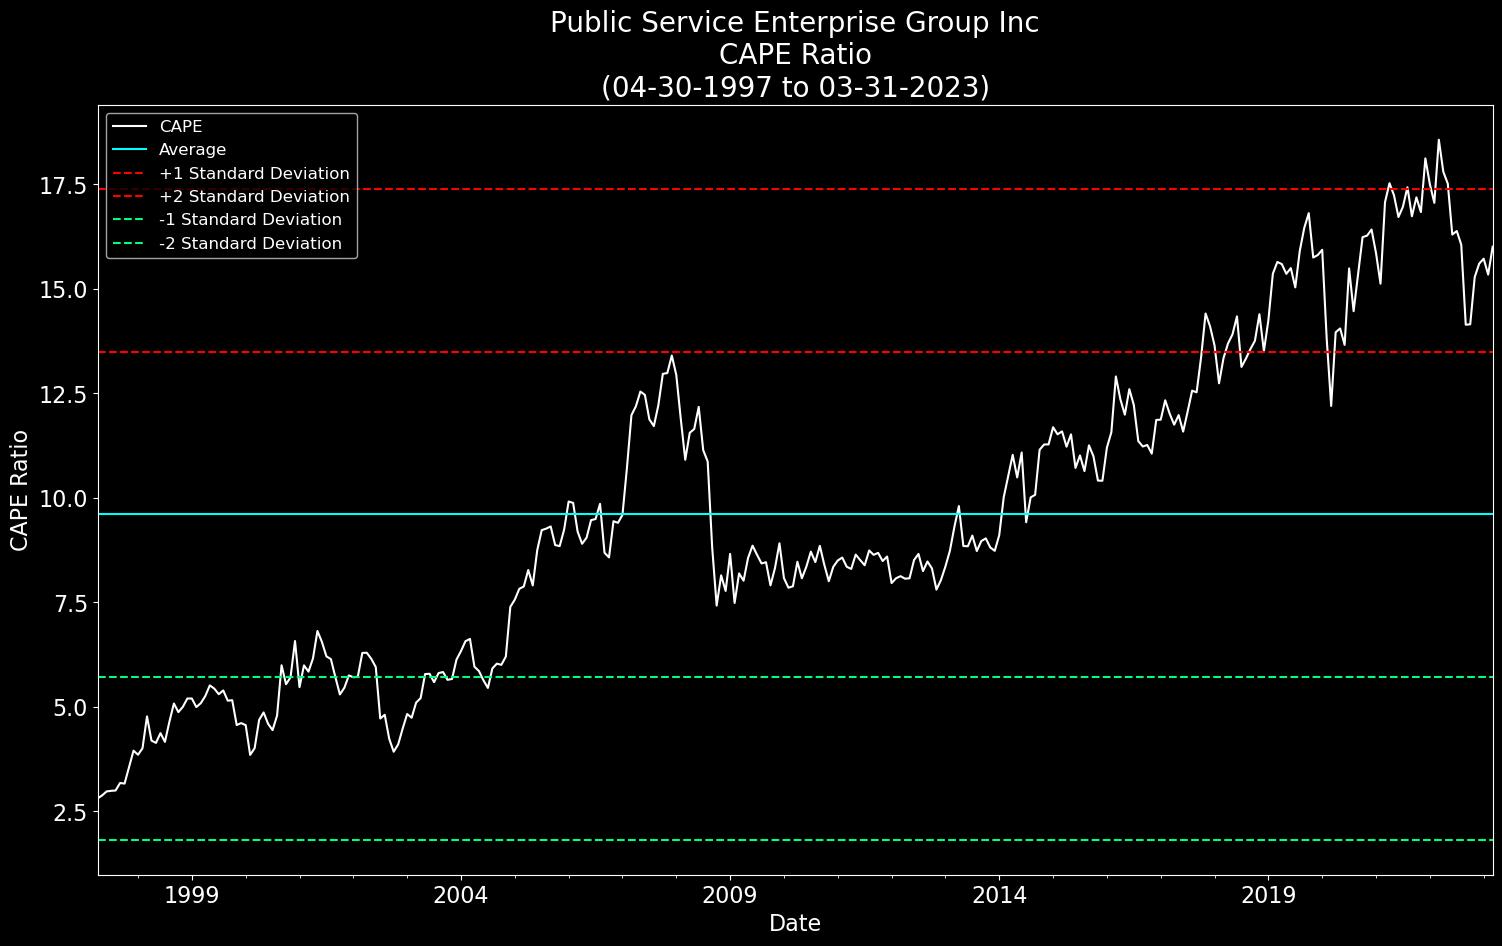 Public Service Enterprise Group Inc
CAPE Ratio
(04-30-1997 to 03-31-2023)
CAPE
Average
+1 Standard Deviation
+2 Standard Deviation
-1 Standard Deviation
-2 Standard Deviation
17.5
15.0
12.5
10.0
7.5
5.0
2.5
CAPE Ratio
1999
2004
2009
2014
2019
Date